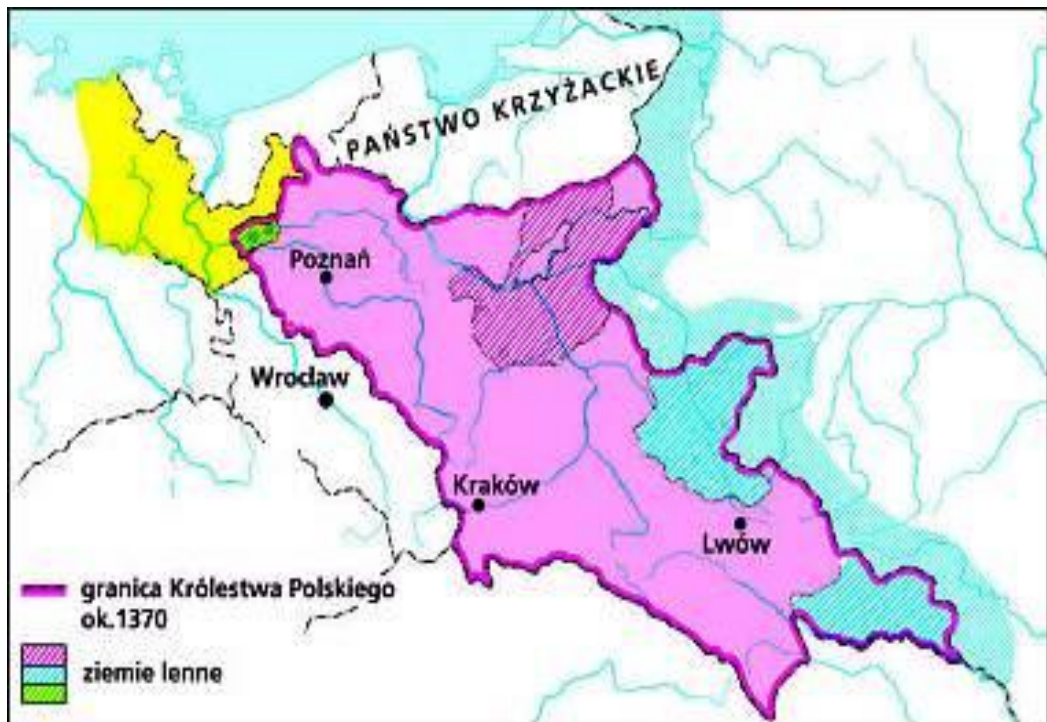 PAŃSTWO KRZYŻACKIE
Poznań
Wrocław
Kraków
Lwów
granica Królestwa Polskiego
ok.1370
ziemie lenne